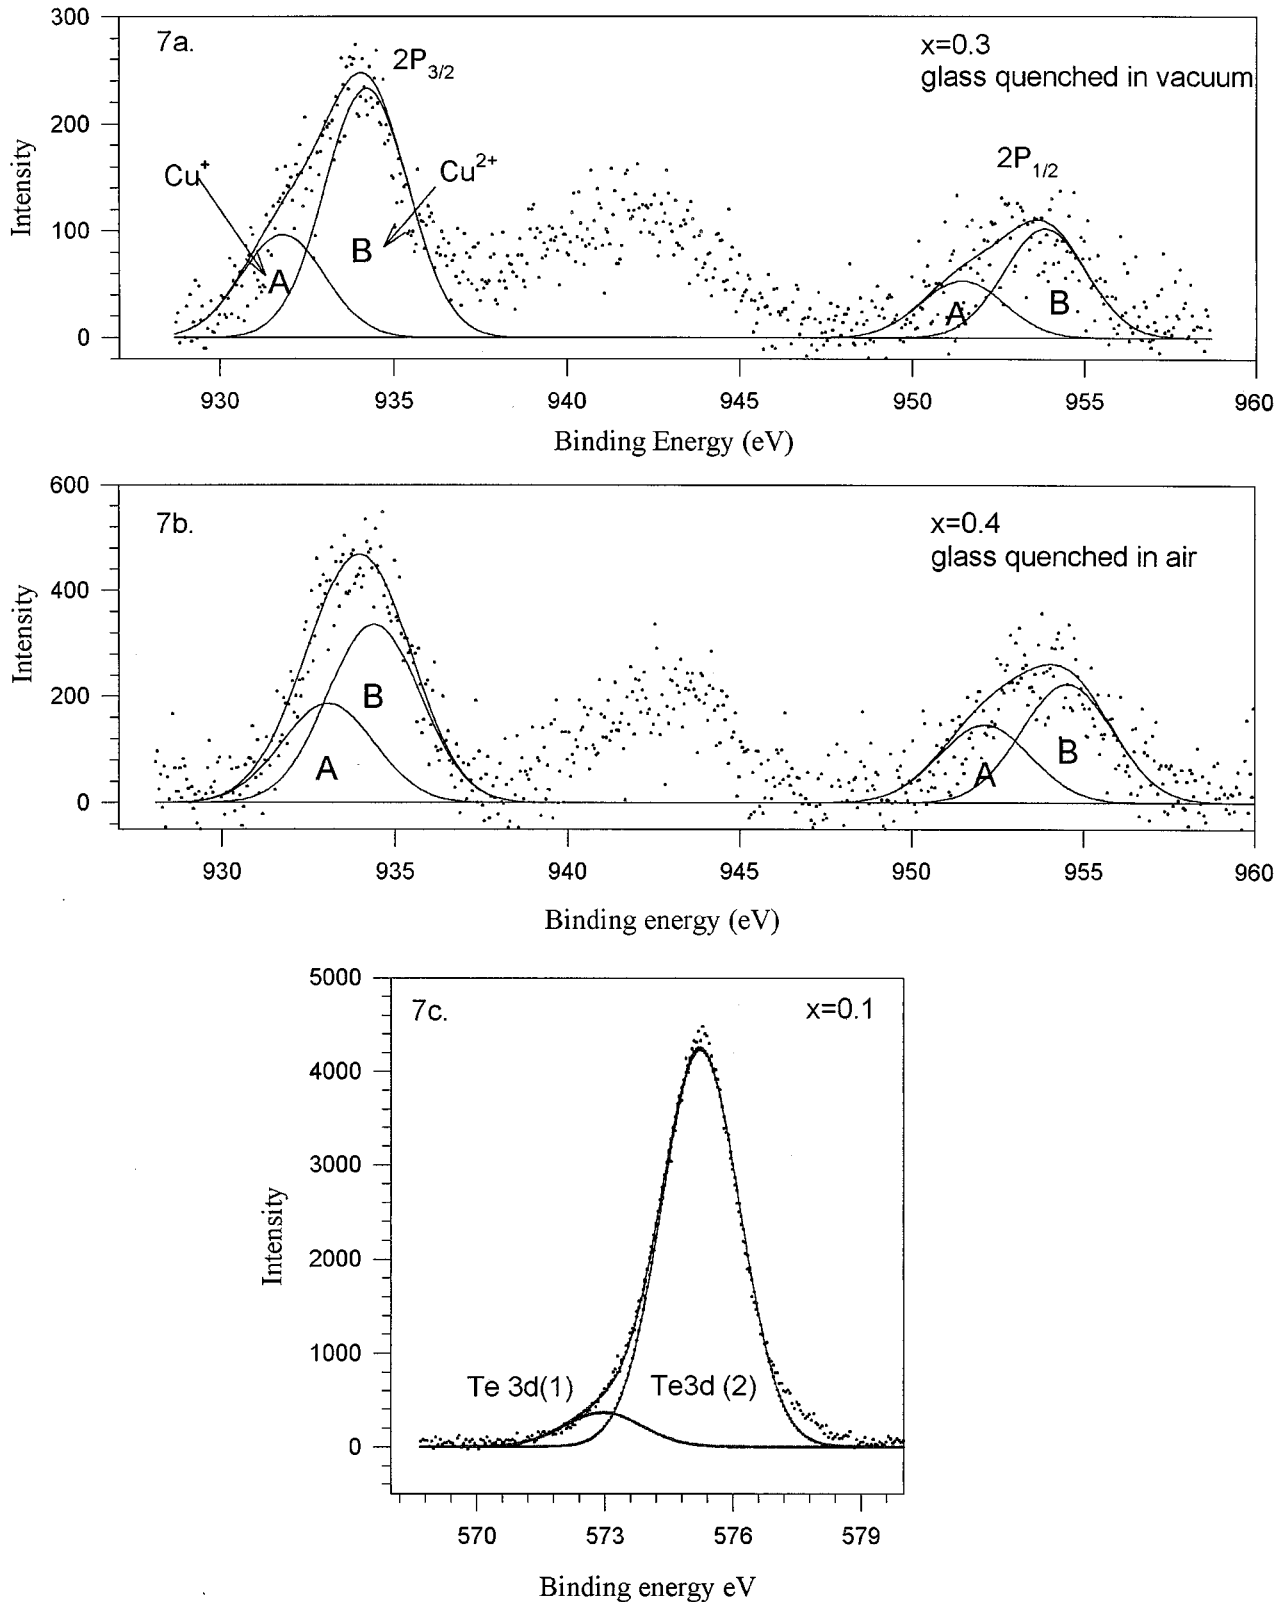 300
7a.
2P3/2
x=0.3
glass quenched in vacuum
200
Cu+
Cu2+
2P1/2
Intensity
100
B
A
A
B
0
930
935
940
945
950
955
960
Binding Energy (eV)
600
7b.
x=0.4
glass quenched in air
400
Intensity
200
B
A
A
B
0
930
935
940
945
950
955
960
Binding energy (eV)
5000
7c.
x=0.1
4000
3000
Intensity
2000
1000
Te 3d(1)
Te3d (2)
0
570
573
576
579
Binding energy eV